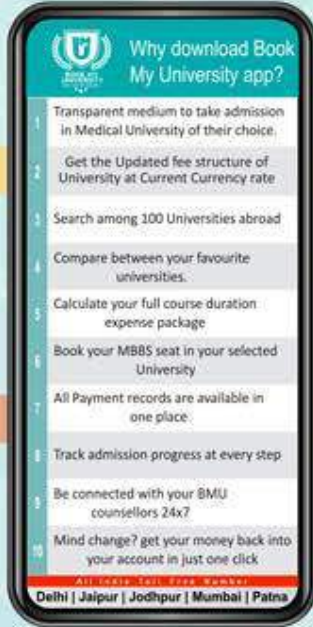 BOOK MY
UNIVERSITY
Why download Book
My University app?
1
Transparent medium to take admission
in Medical University of their choice.
2
Get the Updated fee structure of
University at Current Currency rate
3
Search among 100 Universities abroad
4
Compare between your favourite
universities.
5
Calculate your full course duration
expense package
6
Book your MBBS seat in your selected
University
7
All Payment records are available in
one place
8
Track admission progress at every step
9
Be connected with your BMU
counsellors 24x7
10
Mind change? get your money back into
your account in just one click
All India Toll Free Number
Delhi | Jaipur | Jodhpur | Mumbai | Patna